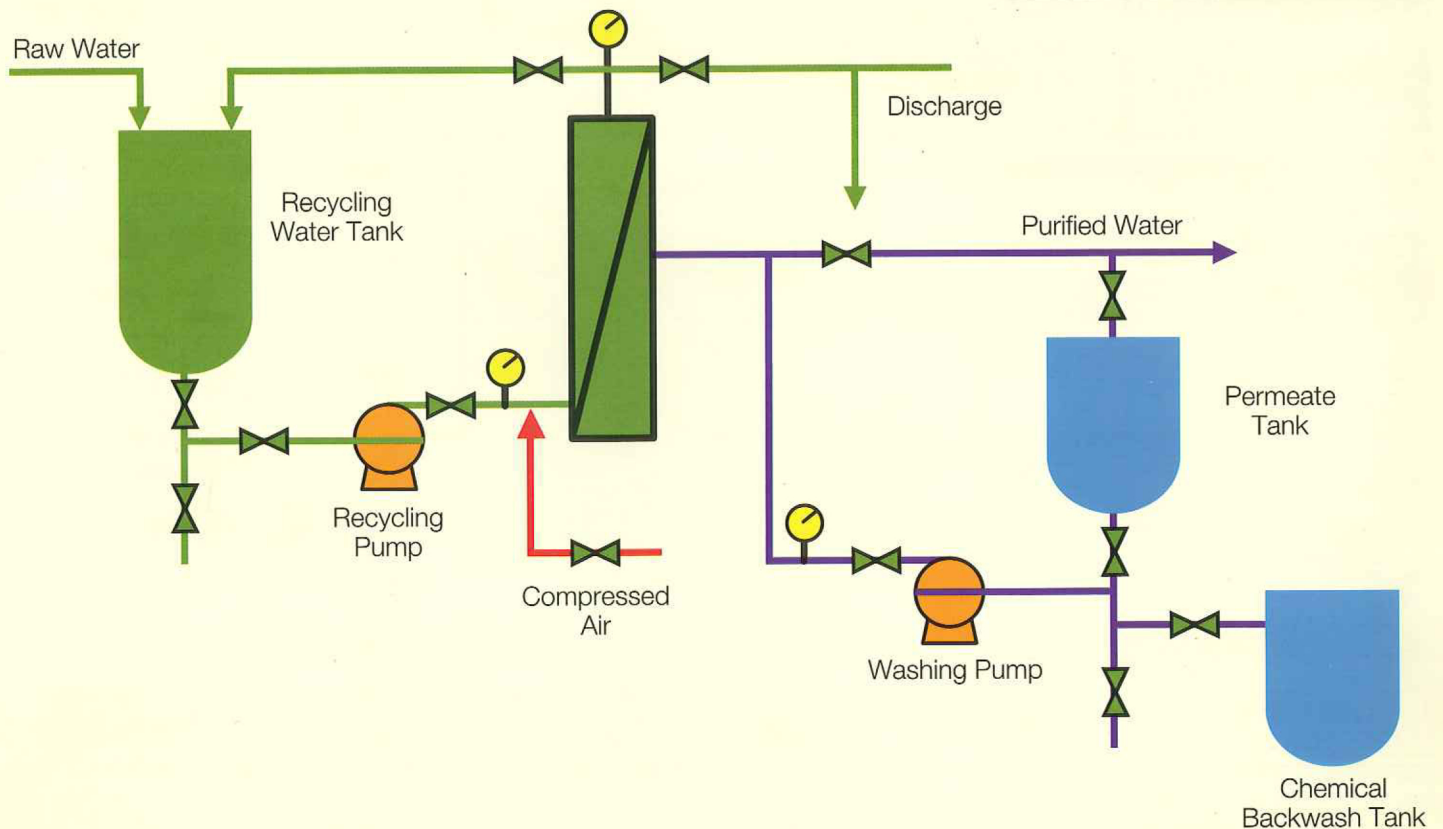 Raw Water
Discharge
Recycling
Water Tank
Purified Water
Permeate
Tank
Recycling
Pump
Compressed
Air
Washing Pump
Chemical
Backwash Tank